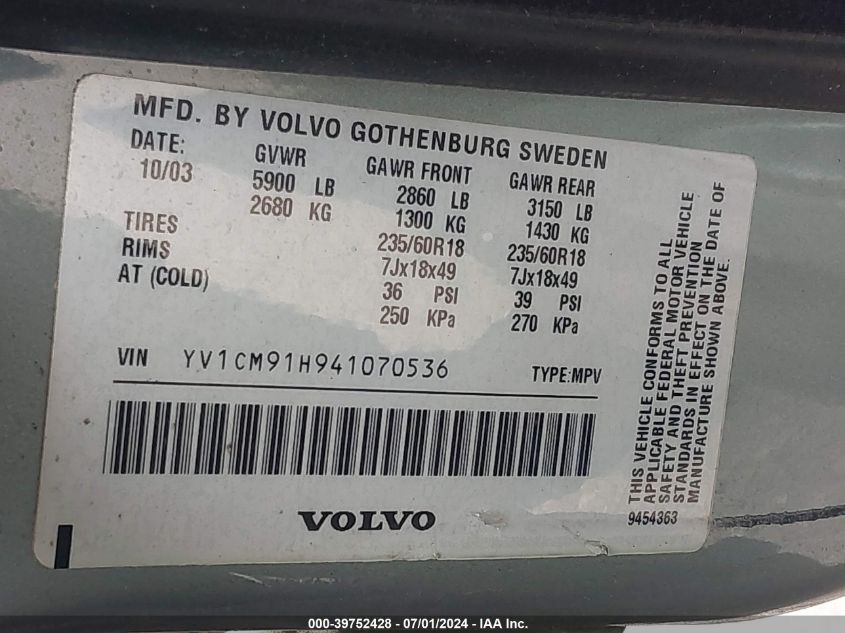 MFD. BY VOLVO GOTHENBURG SWEDEN
DATE: GVWR GAWR FRONT GAWR REAR
10/03 5900 LB 2860 LB 3150 LB
2680 KG 1300 KG 1430 KG
TIRES 235/60R18 235/60R18
RIMS 7Jx18x49 7Jx18x49
AT (COLD) 36 PSI 39 PSI
250 KPa 270 KPa
VIN YV1CM91H941070536 TYPE:MPV
VOLVO
THIS VEHICLE CONFORMS TO ALL
APPLICABLE FEDERAL MOTOR VEHICLE
SAFETY AND THEFT PREVENTION
STANDARDS IN EFFECT ON THE DATE OF
MANUFACTURE SHOWN ABOVE.
9454363
000-39752428 - 07/01/2024 - IAA Inc.